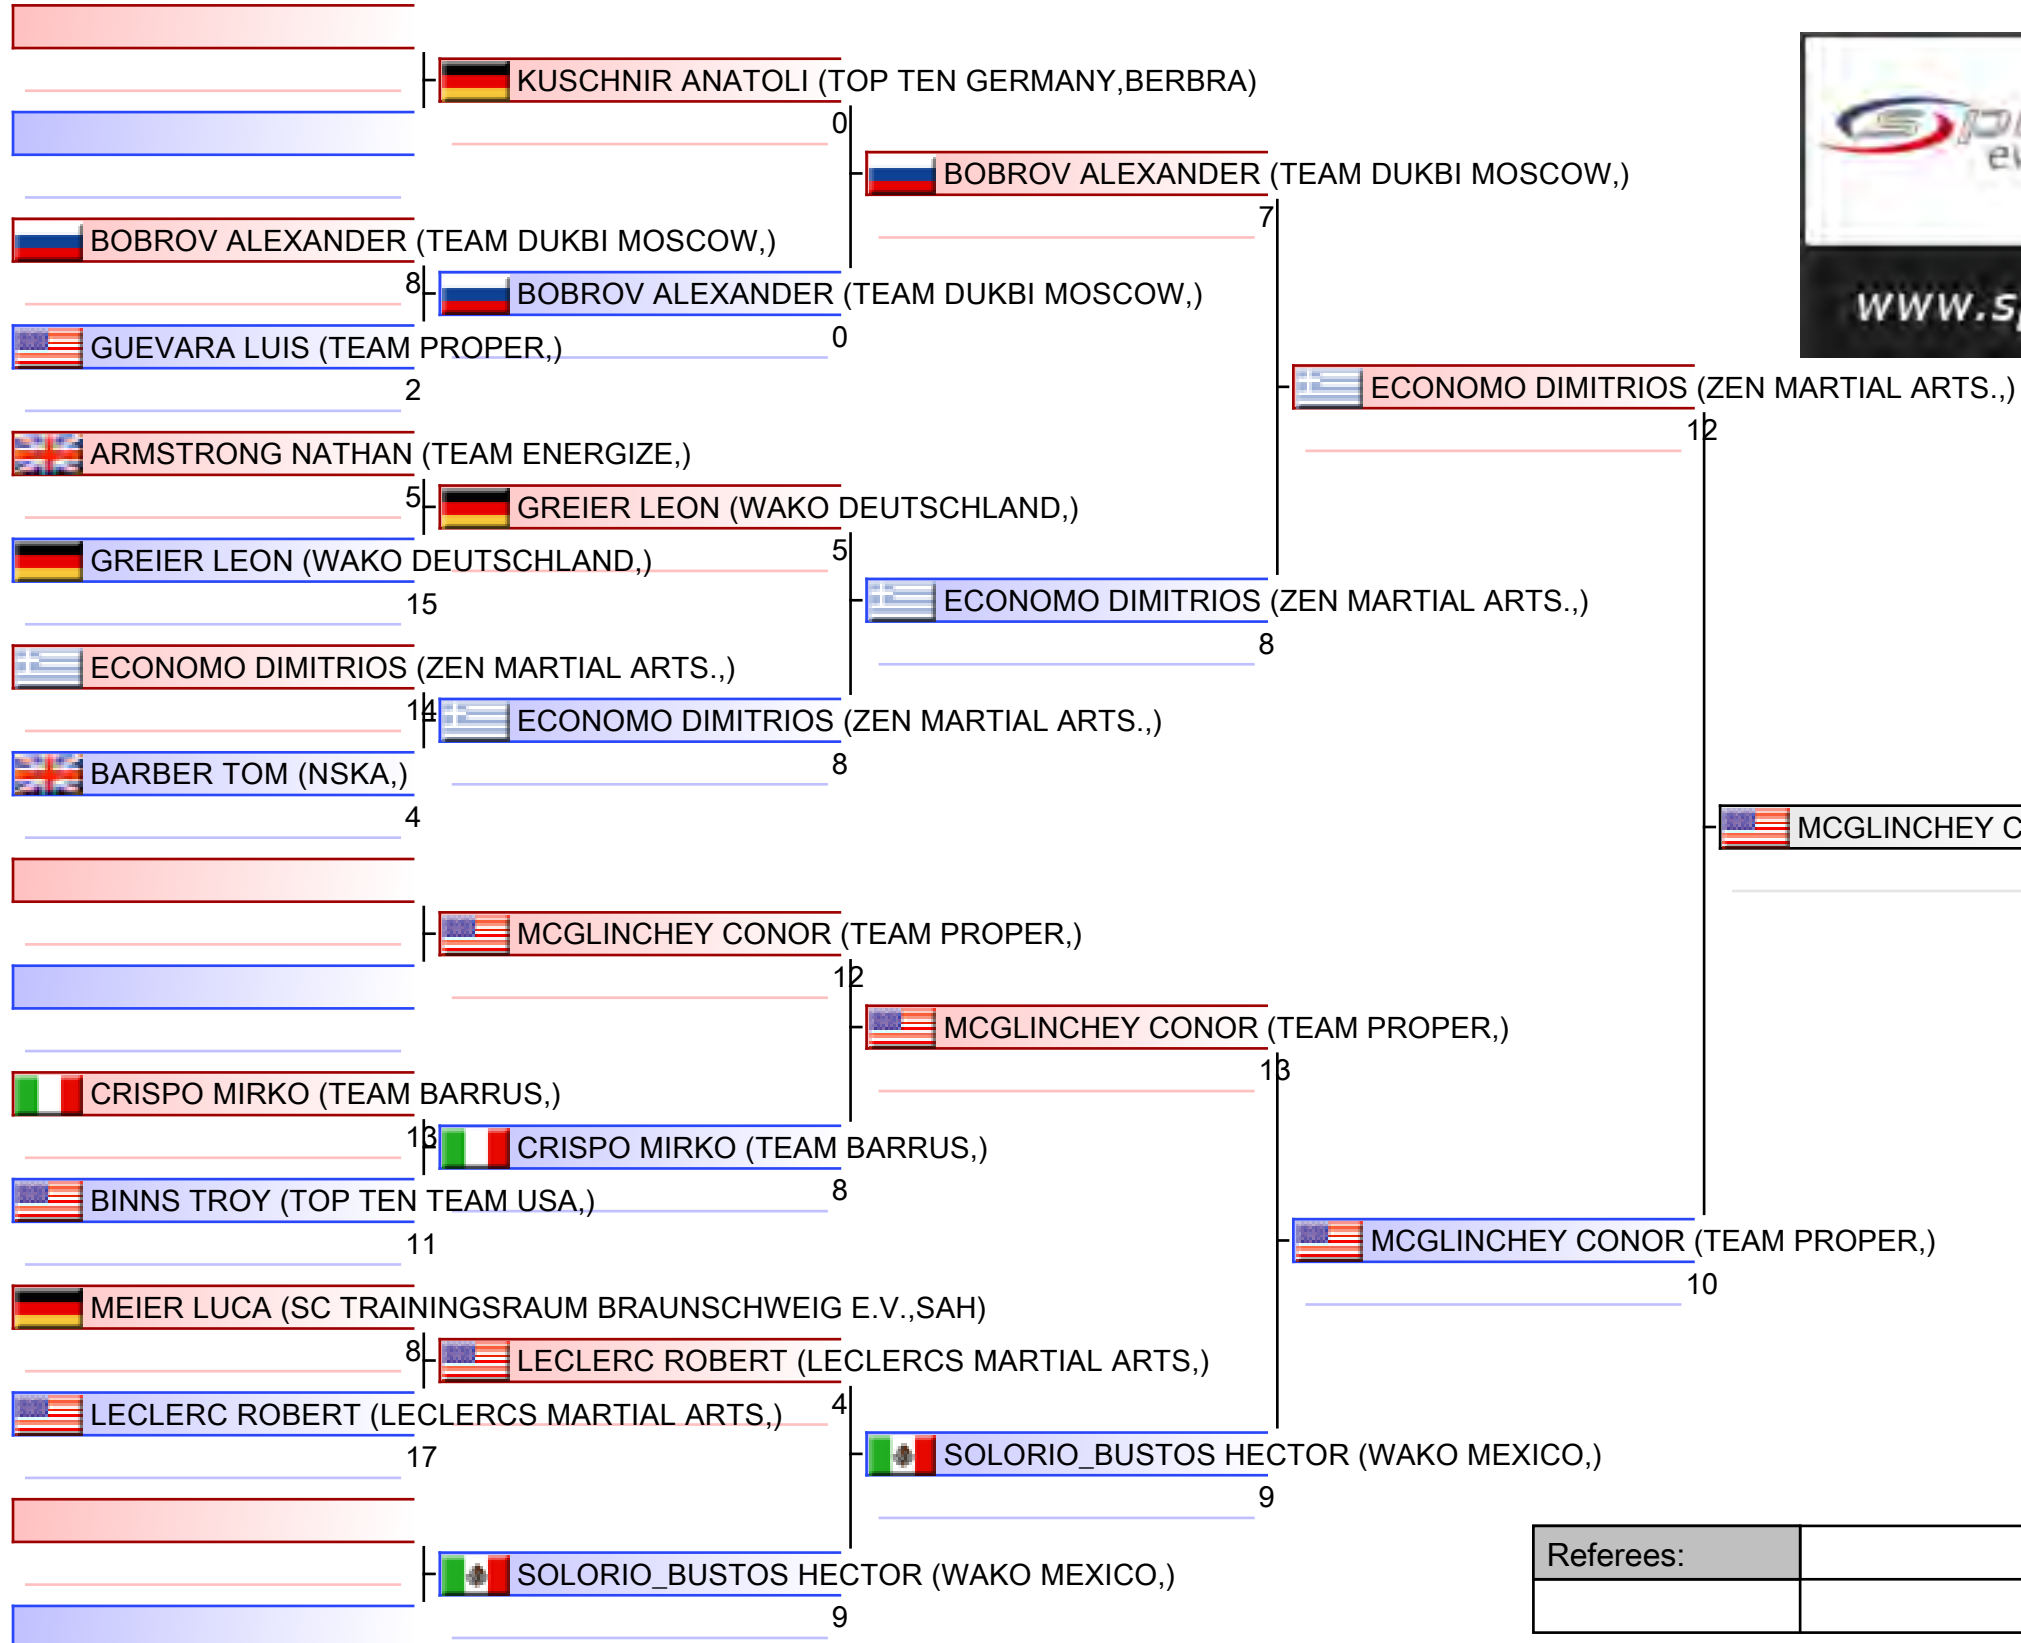 KUSCHNIR ANATOLI (TOP TEN GERMANY,BERBRA)
0
BOBROV ALEXANDER (TEAM DUKBI MOSCOW,)
7
BOBROV ALEXANDER (TEAM DUKBI MOSCOW,)
8
BOBROV ALEXANDER (TEAM DUKBI MOSCOW,)
0
GUEVARA LUIS (TEAM PROPER,)
2
www.s
ECONOMO DIMITRIOS (ZEN MARTIAL ARTS.,)
12
ARMSTRONG NATHAN (TEAM ENERGIZE,)
5
GREIER LEON (WAKO DEUTSCHLAND,)
5
GREIER LEON (WAKO DEUTSCHLAND,)
15
ECONOMO DIMITRIOS (ZEN MARTIAL ARTS.,)
8
ECONOMO DIMITRIOS (ZEN MARTIAL ARTS.,)
14
ECONOMO DIMITRIOS (ZEN MARTIAL ARTS.,)
8
BARBER TOM (NSKA,)
4
MCGLINCHEY C
MCGLINCHEY CONOR (TEAM PROPER,)
12
MCGLINCHEY CONOR (TEAM PROPER,)
13
CRISPO MIRKO (TEAM BARRUS,)
13
CRISPO MIRKO (TEAM BARRUS,)
8
BINNS TROY (TOP TEN TEAM USA,)
11
MCGLINCHEY CONOR (TEAM PROPER,)
10
MEIER LUCA (SC TRAININGSRAUM BRAUNSCHWEIG E.V.,SAH)
8
LECLERC ROBERT (LECLERCS MARTIAL ARTS,)
4
LECLERC ROBERT (LECLERCS MARTIAL ARTS,)
17
SOLORIO_BUSTOS HECTOR (WAKO MEXICO,)
9
SOLORIO_BUSTOS HECTOR (WAKO MEXICO,)
9
Referees: